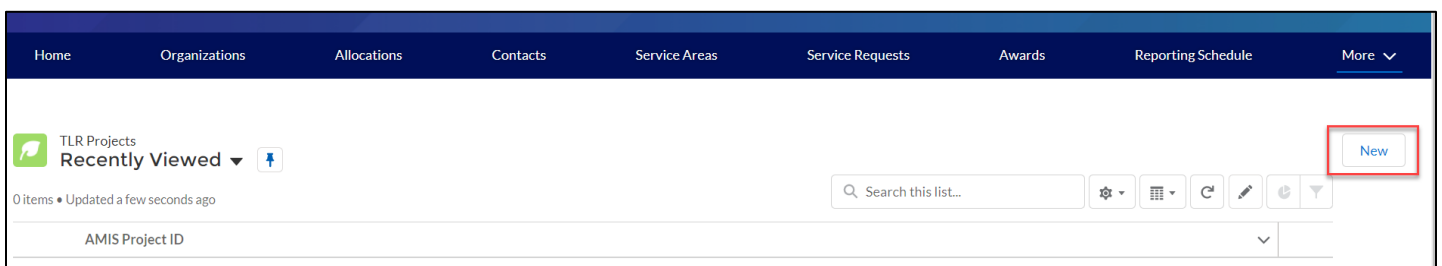 Home Organizations Allocations Contacts Service Areas Service Requests Awards Reporting Schedule More
TLR Projects
Recently Viewed
New
0 items • Updated a few seconds ago
Search this list...
AMIS Project ID